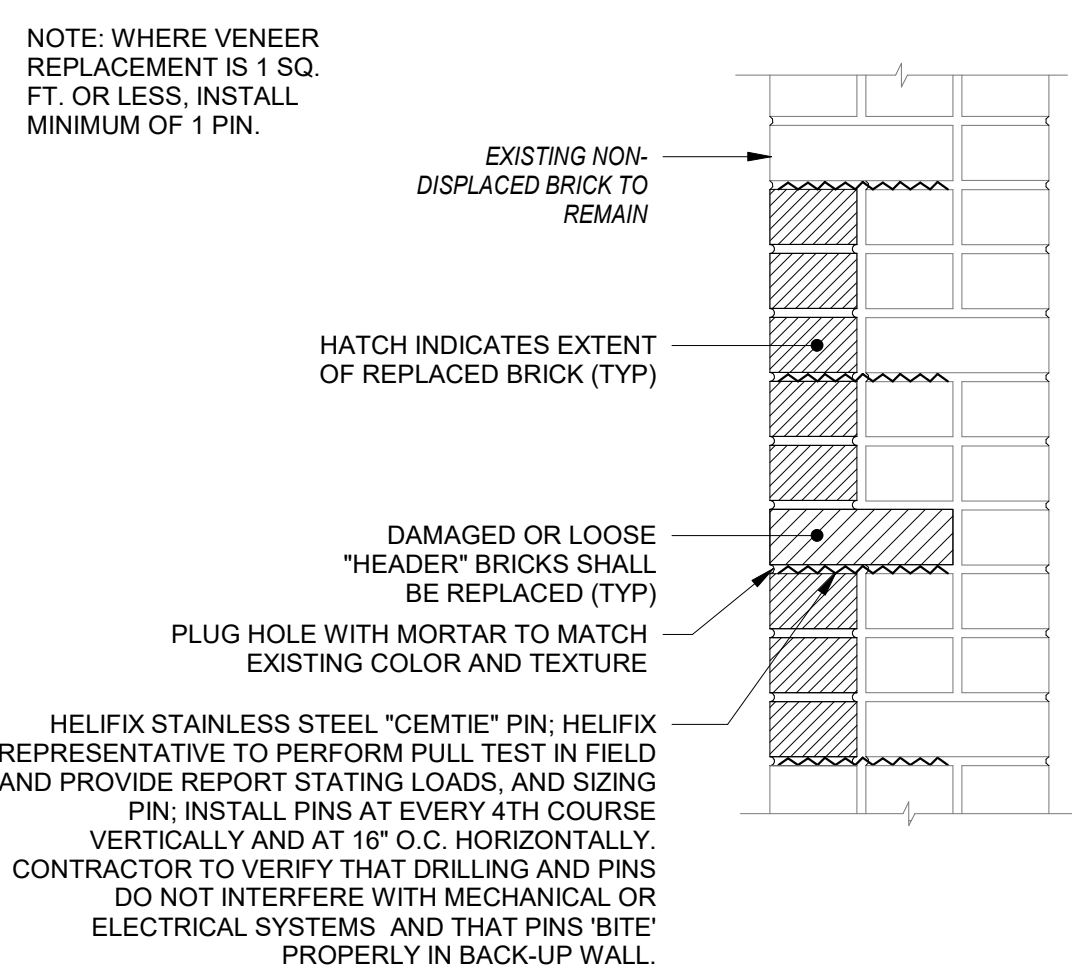 NOTE: WHERE VENEER
REPLACEMENT IS 1 SQ.
FT. OR LESS, INSTALL
MINIMUM OF 1 PIN.
EXISTING NON-
DISPLACED BRICK TO
REMAIN
HATCH INDICATES EXTENT
OF REPLACED BRICK (TYP)
DAMAGED OR LOOSE
"HEADER" BRICKS SHALL
BE REPLACED (TYP)
PLUG HOLE WITH MORTAR TO MATCH
EXISTING COLOR AND TEXTURE
HELIFIX STAINLESS STEEL "CEMTIE" PIN; HELIFIX
REPRESENTATIVE TO PERFORM PULL TEST IN FIELD
AND PROVIDE REPORT STATING LOADS, AND SIZING
PIN; INSTALL PINS AT EVERY 4TH COURSE
VERTICALLY AND AT 16" O.C. HORIZONTALLY.
CONTRACTOR TO VERIFY THAT DRILLING AND PINS
DO NOT INTERFERE WITH MECHANICAL OR
ELECTRICAL SYSTEMS AND THAT PINS 'BITE'
PROPERLY IN BACK-UP WALL.